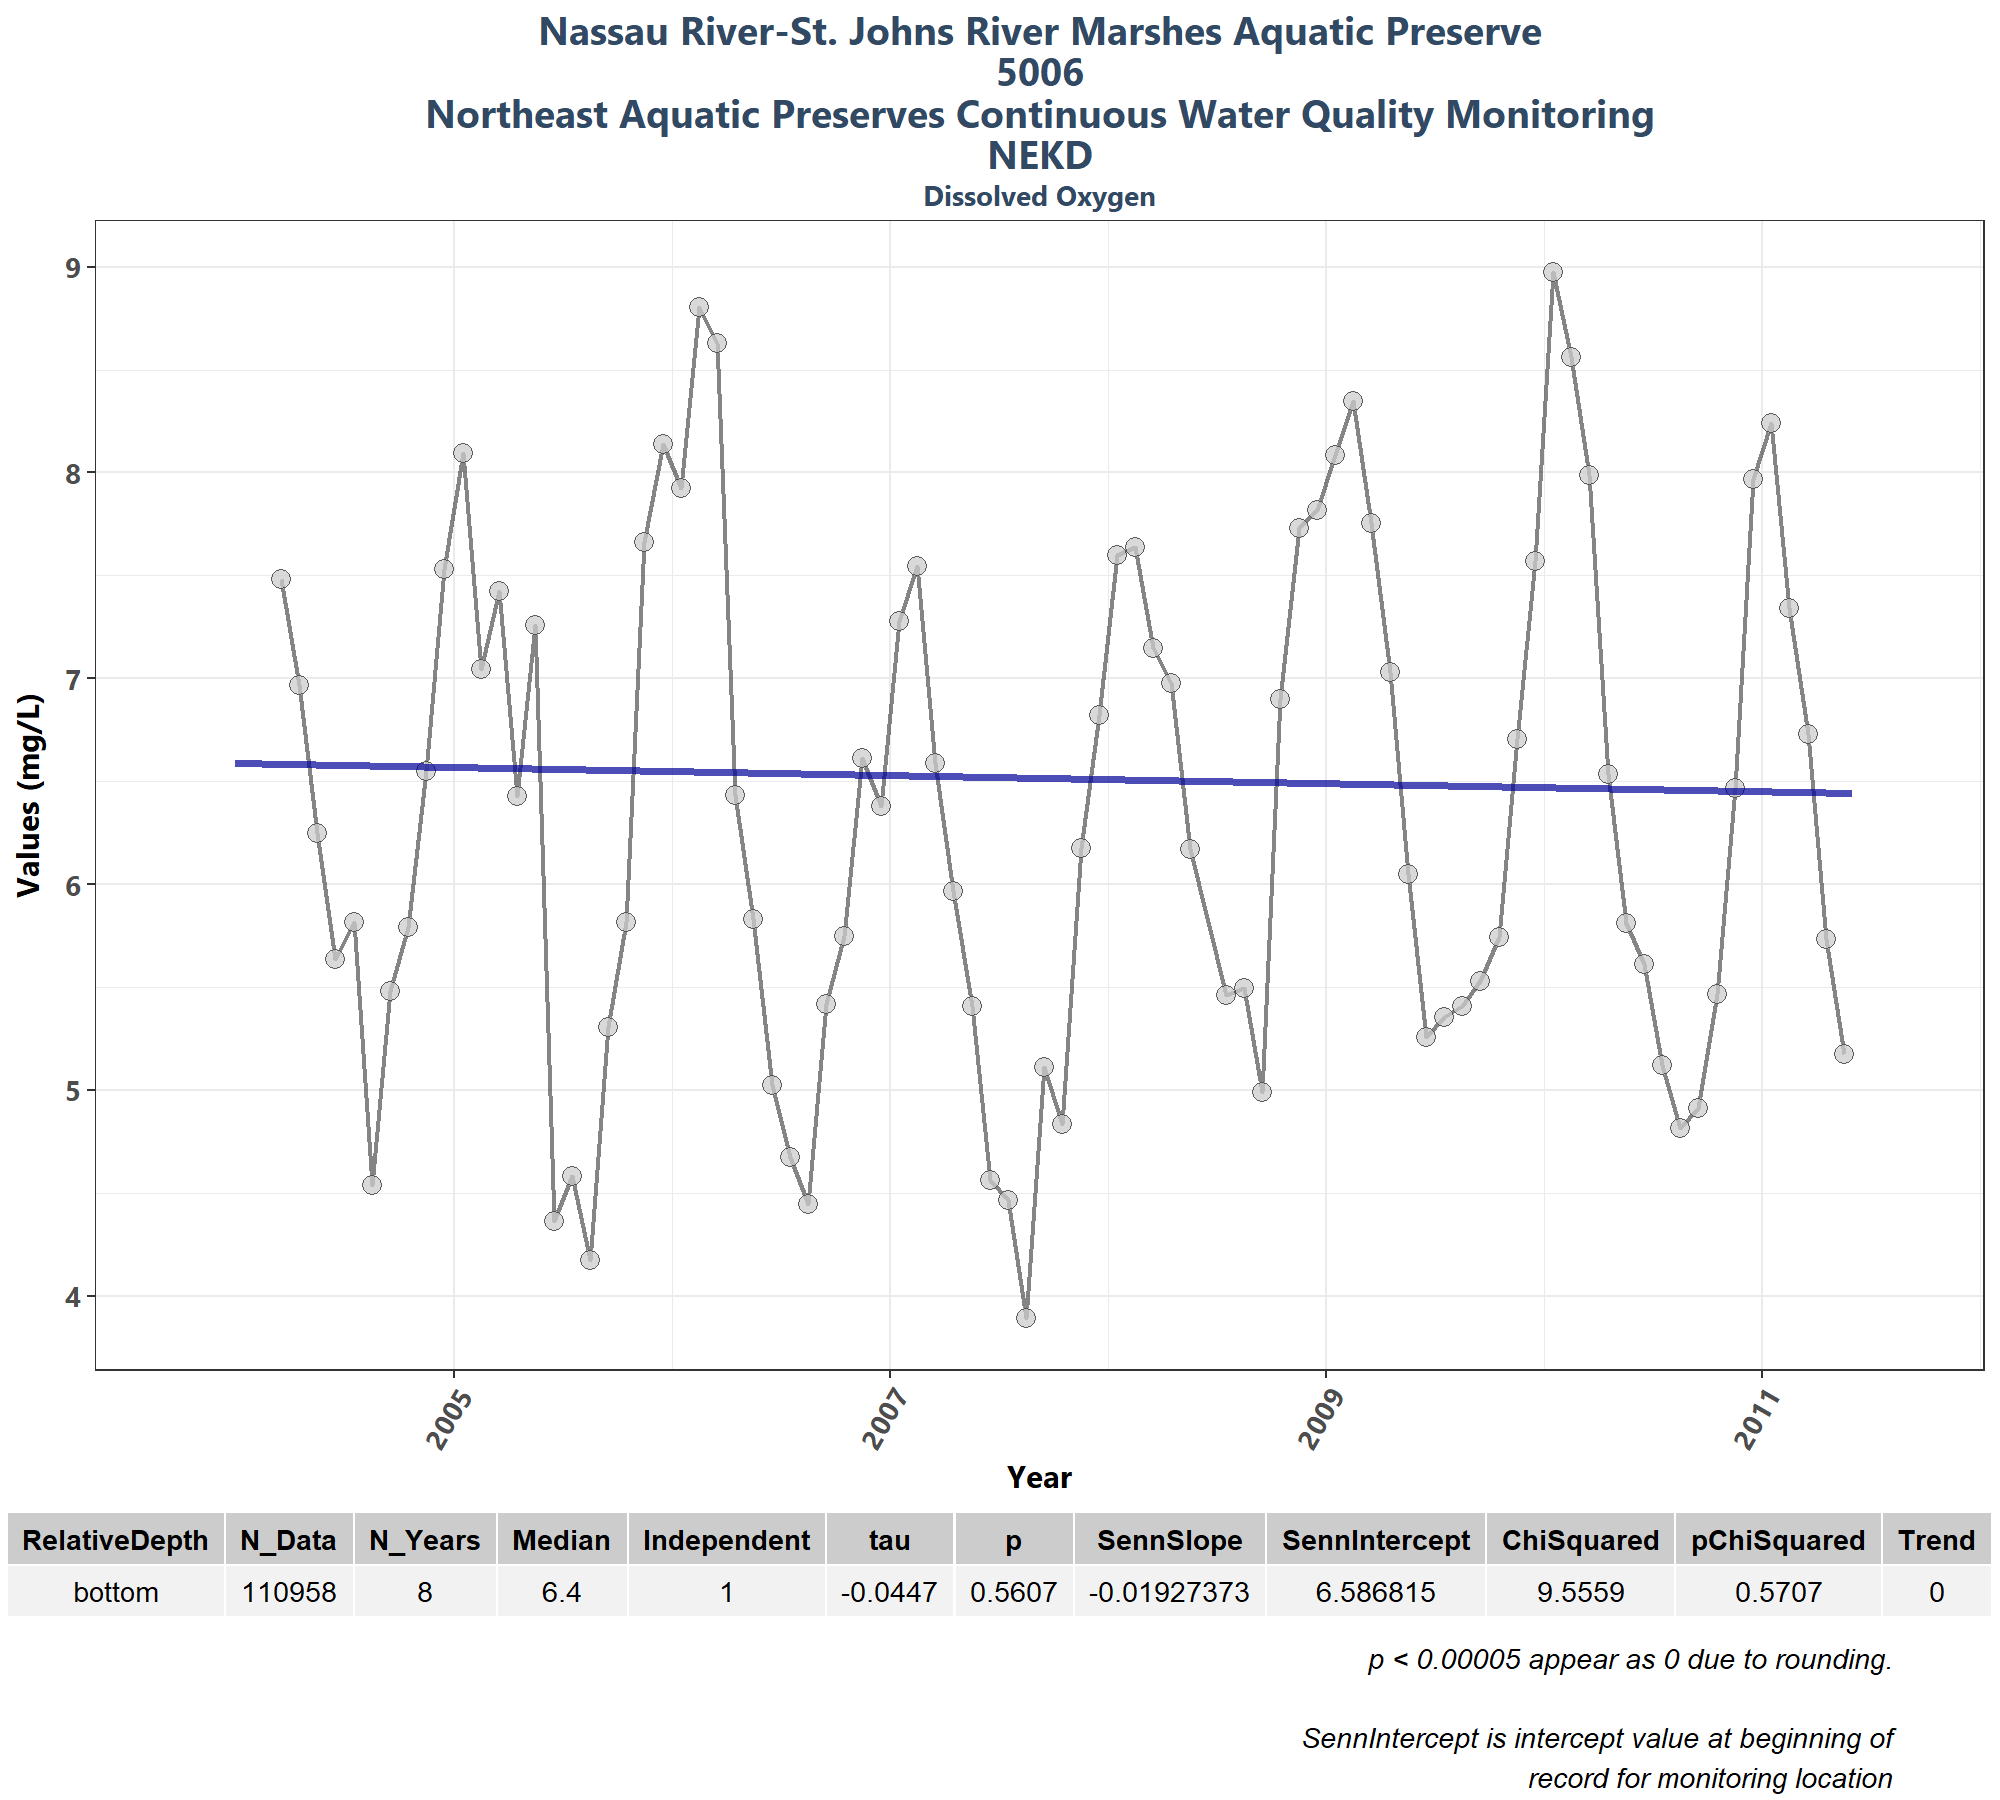 Nassau River-St. Johns River Marshes Aquatic Preserve
5006
Northeast Aquatic Preserves Continuous Water Quality Monitoring
NEKD
Dissolved Oxygen
9
8
7
6
5
4
Values (mg/L)
2005 2007 2009 2011
Year
RelativeDepth N_Data N_Years Median Independent tau p SennSlope SennIntercept ChiSquared pChiSquared Trend
bottom 110958 8 6.4 1 -0.0447 0.5607 -0.01927373 6.586815 9.5559 0.5707 0
p < 0.00005 appear as 0 due to rounding.
SennIntercept is intercept value at beginning of
record for monitoring location